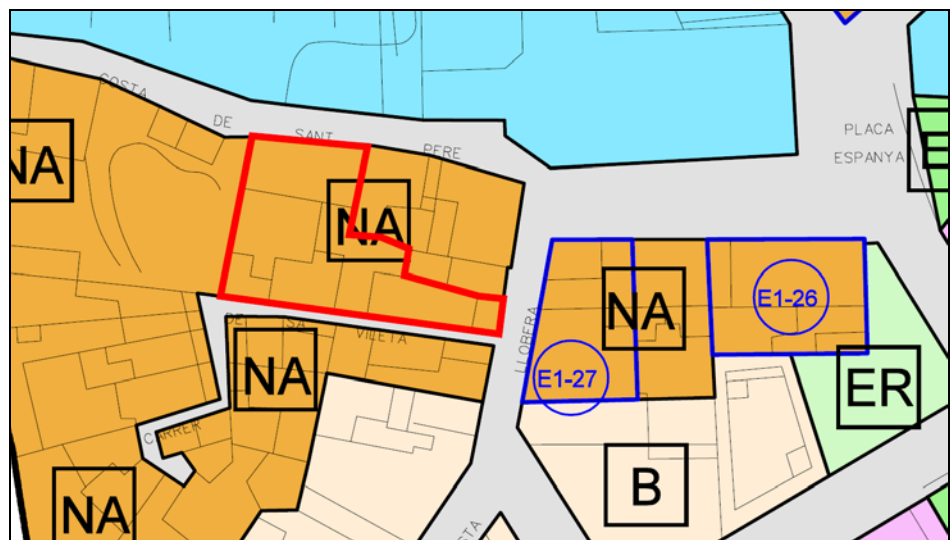 COSTA
DE
SANT
PERE
PLACA
ESPANYA
NA
NA
E1-26
NA
LLOBERA
DE
SA
VILETA
NA
E1-27
ER
CARRER
B
NA